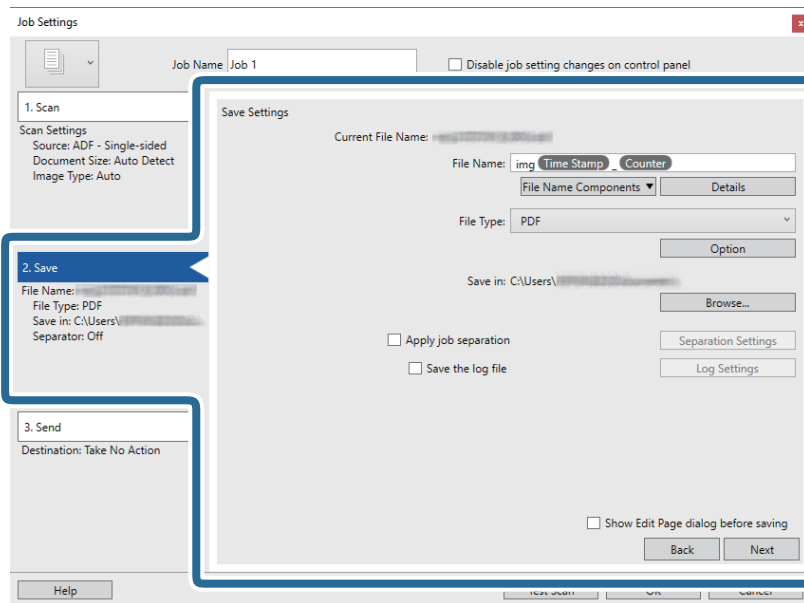 Job Settings
Job Name Job 1
Disable job setting changes on control panel
1. Scan
Scan Settings
Source: ADF - Single-sided
Document Size: Auto Detect
Image Type: Auto
2. Save
File Name:
File Type: PDF
Save in: C:\Users\
Separator: Off
3. Send
Destination: Take No Action
Save Settings
Current File Name:
File Name: img Time Stamp _ Counter
File Name Components Details
File Type: PDF
Option
Save in: C:\Users\
Browse...
Apply job separation Separation Settings
Save the log file Log Settings
Show Edit Page dialog before saving
Back Next
Help Test Scan OK Cancel